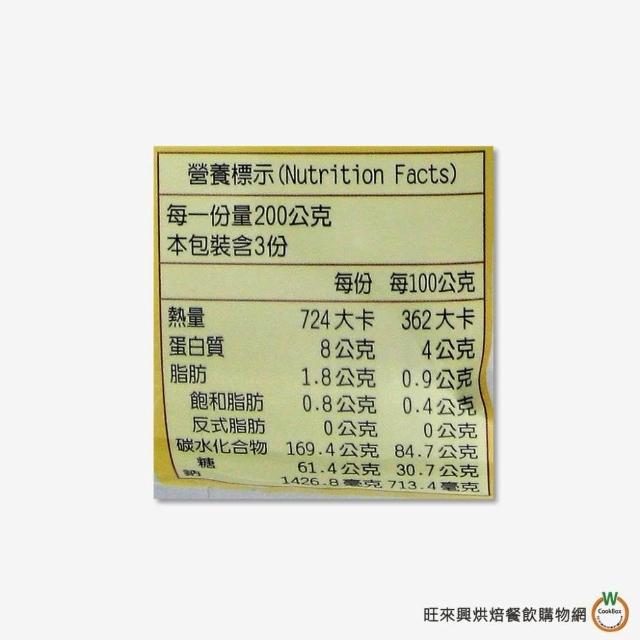 營養標示(Nutrition Facts)
每一份量200公克
本包裝含3份
每份 每100公克
熱量 724大卡 362大卡
蛋白質 8公克 4公克
脂肪 1.8公克 0.9公克
飽和脂肪 0.8公克 0.4公克
反式脂肪 0公克 0公克
碳水化合物 169.4公克 84.7公克
糖 61.4公克 30.7公克
鈉 1426.8毫克 713.4毫克
W
CookBox
旺來興烘焙餐飲購物網